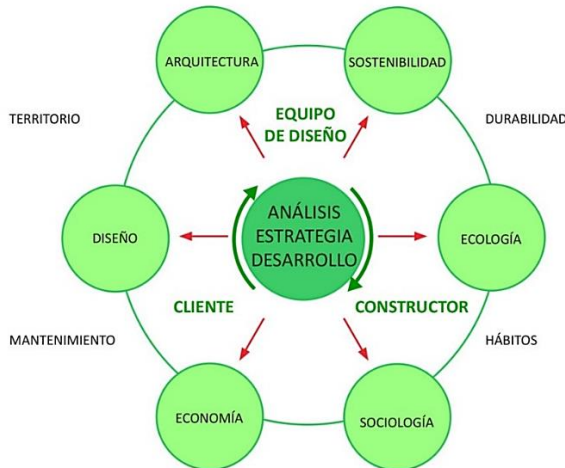 ARQUITECTURA
SOSTENIBILIDAD
TERRITORIO
EQUIPO
DE DISEÑO
DURABILIDAD
DISEÑO
ANÁLISIS
ESTRATEGIA
DESARROLLO
ECOLOGÍA
CLIENTE
CONSTRUCTOR
MANTENIMIENTO
HÁBITOS
ECONOMÍA
SOCIOLOGÍA